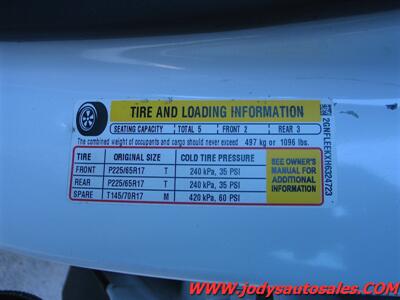 TIRE AND LOADING INFORMATION
SEATING CAPACITY TOTAL 5 FRONT 2 REAR 3
The combined weight of occupants and cargo should never exceed 497 kg or 1096 lbs.
TIRE ORIGINAL SIZE COLD TIRE PRESSURE
FRONT P225/65R17 T 240 kPa, 35 PSI
REAR P225/65R17 T 240 kPa, 35 PSI
SPARE T145/70R17 M 420 kPa, 60 PSI
SEE OWNER'S
MANUAL FOR
ADDITIONAL
INFORMATION
2GNFLEEKXH6324723
www.jodysautosales.com